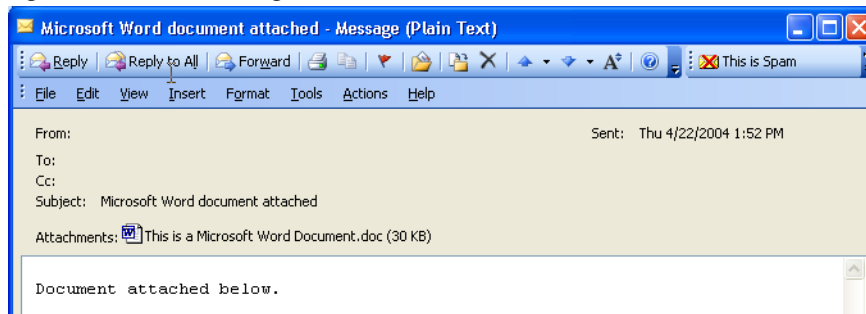 Microsoft Word document attached - Message (Plain Text)
Reply Reply to All Forward This is Spam
File Edit View Insert Format Tools Actions Help
From: Sent: Thu 4/22/2004 1:52 PM
To:
Cc:
Subject: Microsoft Word document attached
Attachments: This is a Microsoft Word Document.doc (30 KB)
Document attached below.